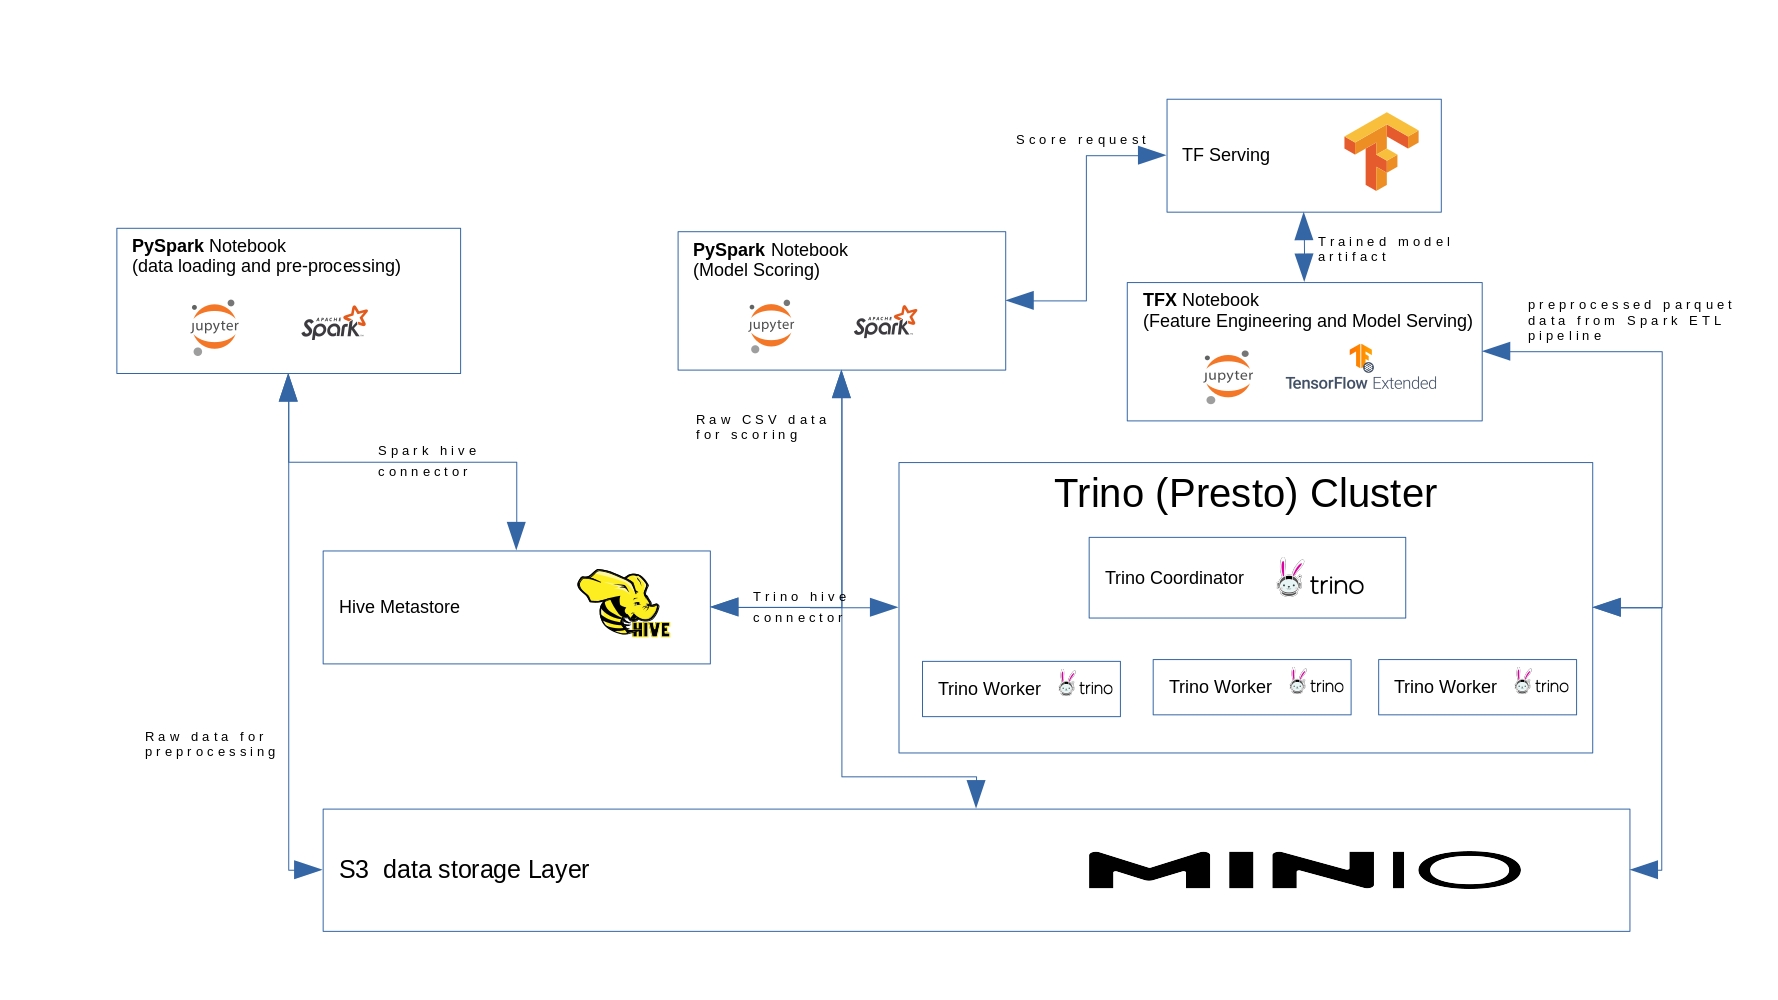 Score request
TF Serving
PySpark Notebook
(data loading and pre-processing)
jupyter
APACHE
Spark
PySpark Notebook
(Model Scoring)
jupyter
APACHE
Spark
Trained model
artifact
TFX Notebook
(Feature Engineering and Model Serving)
jupyter
TensorFlow Extended
preprocessed parquet
data from Spark ETL
pipeline
Raw CSV data
for scoring
Spark hive
connector
Trino (Presto) Cluster
Trino Coordinator
trino
Hive Metastore
HIVE
Trino hive
connector
Trino Worker
trino
Trino Worker
trino
Trino Worker
trino
Raw data for
preprocessing
S3  data storage Layer
MINIO